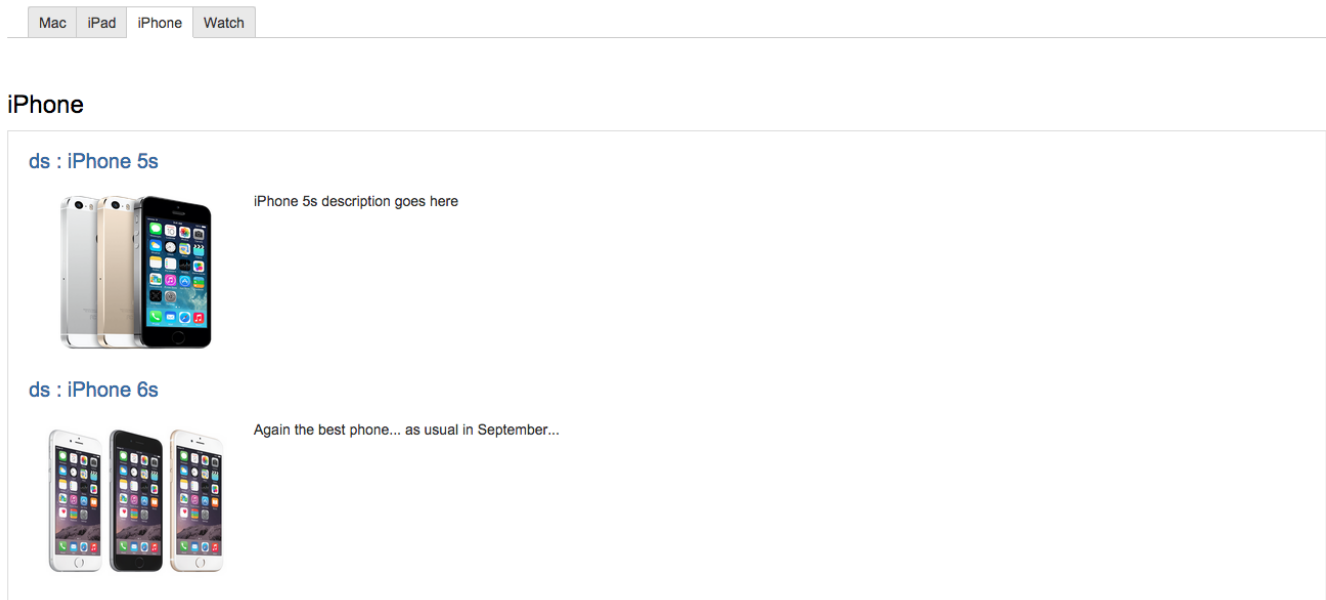 Mac iPad iPhone Watch
iPhone
ds : iPhone 5s
iPhone 5s description goes here
ds : iPhone 6s
Again the best phone... as usual in September...